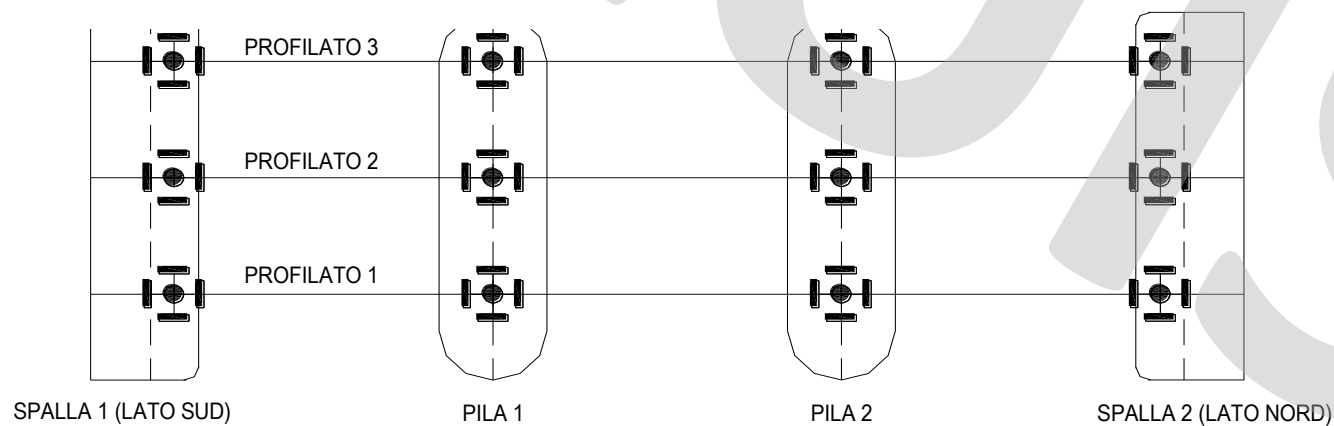 PROFILATO 3
PROFILATO 2
PROFILATO 1
SPALLA 1 (LATO SUD)
PILA 1
PILA 2
SPALLA 2 (LATO NORD)